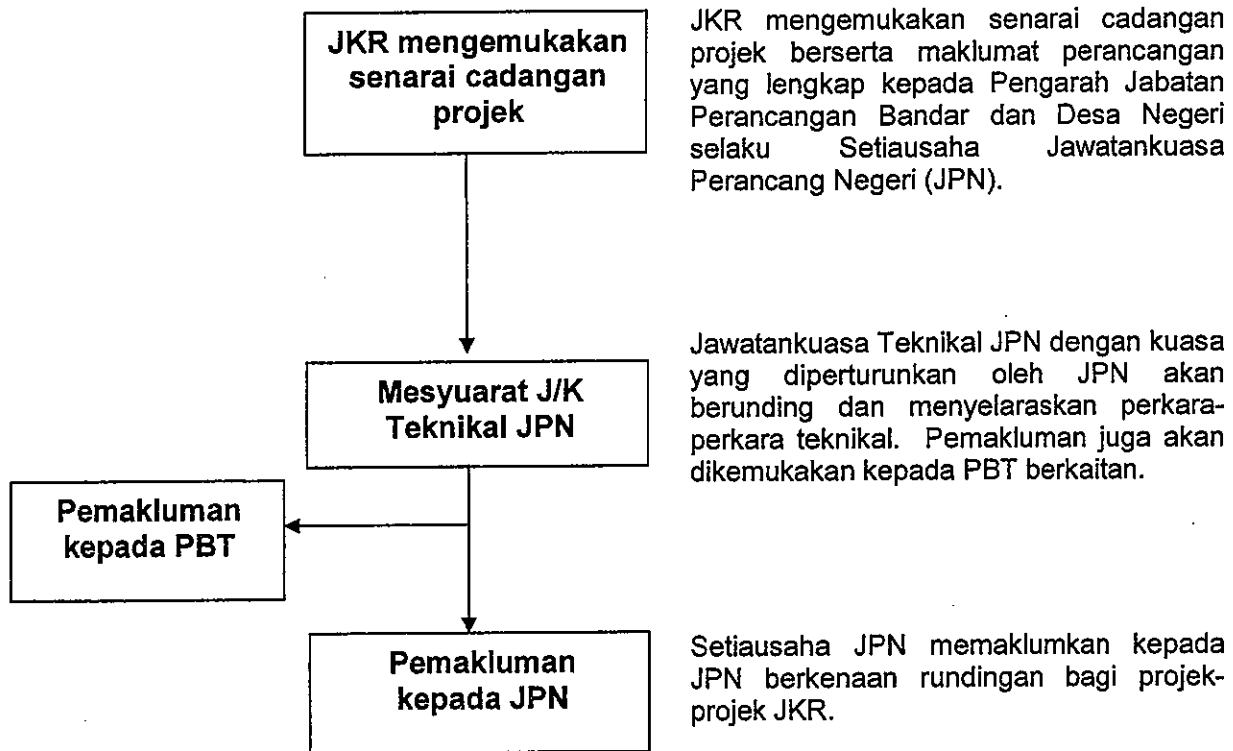 JKR mengemukakan
senarai cadangan
projek
JKR mengemukakan senarai cadangan
projek berserta maklumat perancangan
yang lengkap kepada Pengarah Jabatan
Perancangan Bandar dan Desa Negeri
selaku Setiausaha Jawatankuasa
Perancang Negeri (JPN).
Mesyuarat J/K
Teknikal JPN
Jawatankuasa Teknikal JPN dengan kuasa
yang diperturunkan oleh JPN akan
berunding dan menyelaraskan perkara-
perkara teknikal. Pemakluman juga akan
dikemukakan kepada PBT berkaitan.
Pemakluman
kepada PBT
Pemakluman
kepada JPN
Setiausaha JPN memaklumkan kepada
JPN berkenaan rundingan bagi projek-
projek JKR.